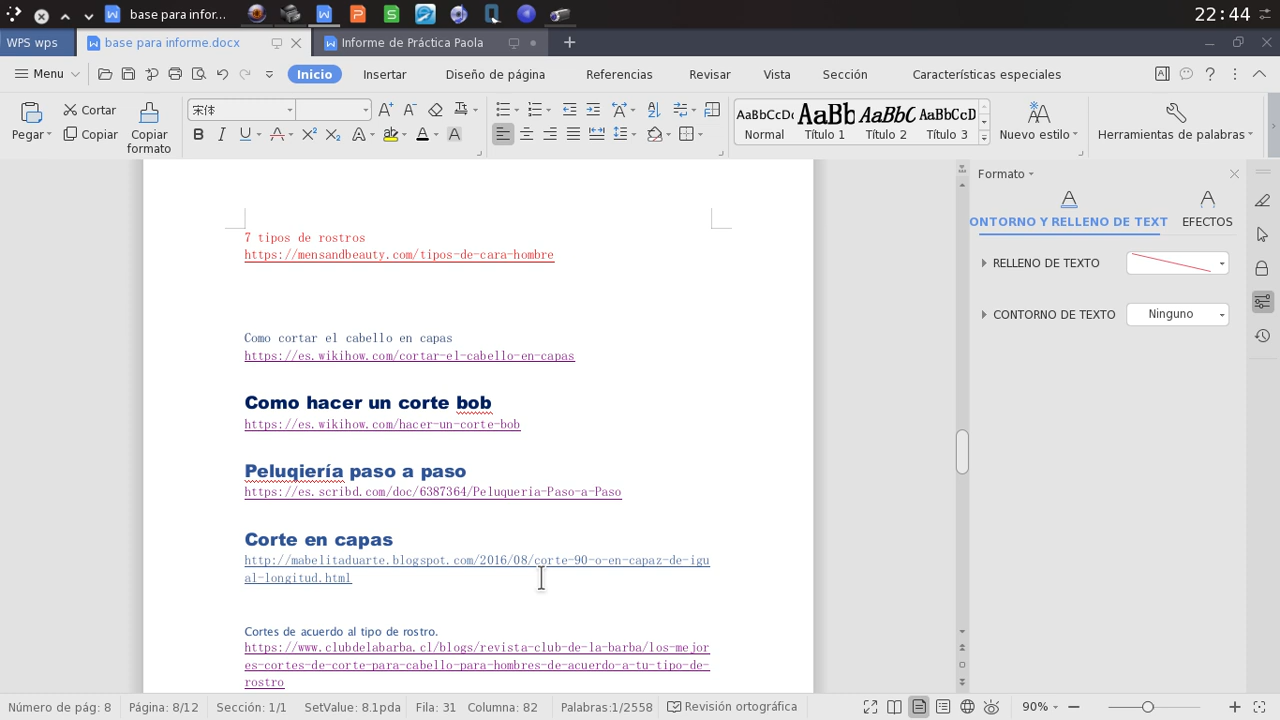 base para infor...
22:44
WPS wps
base para informe.docx
Informe de Práctica Paola
Menu
Inicio
Insertar
Diseño de página
Referencias
Revisar
Vista
Sección
Características especiales
Pegar
Cortar
Copiar
Copiar formato
宋体
AaBbCcDc
AaBb
AaBbC
AaBbCcD
Normal
Título 1
Título 2
Título 3
Nuevo estilo
Herramientas de palabras
7 tipos de rostros
https://mensandbeauty.com/tipos-de-cara-hombre
Como cortar el cabello en capas
https://es.wikihow.com/cortar-el-cabello-en-capas
Como hacer un corte bob
https://es.wikihow.com/hacer-un-corte-bob
Peluqiería paso a paso
https://es.scribd.com/doc/6387364/Peluqueria-Paso-a-Paso
Corte en capas
http://mabelitaduarte.blogspot.com/2016/08/corte-90-o-en-capaz-de-igu
al-longitud.html
Cortes de acuerdo al tipo de rostro.
https://www.clubdelabarba.cl/blogs/revista-club-de-la-barba/los-mejor
es-cortes-de-corte-para-cabello-para-hombres-de-acuerdo-a-tu-tipo-de-
rostro
Formato
ONTORNO Y RELLENO DE TEXT
EFECTOS
RELLENO DE TEXTO
CONTORNO DE TEXTO
Ninguno
Número de pág: 8
Página: 8/12
Sección: 1/1
SetValue: 8.1pda
Fila: 31
Columna: 82
Palabras:1/2558
Revisión ortográfica
90%